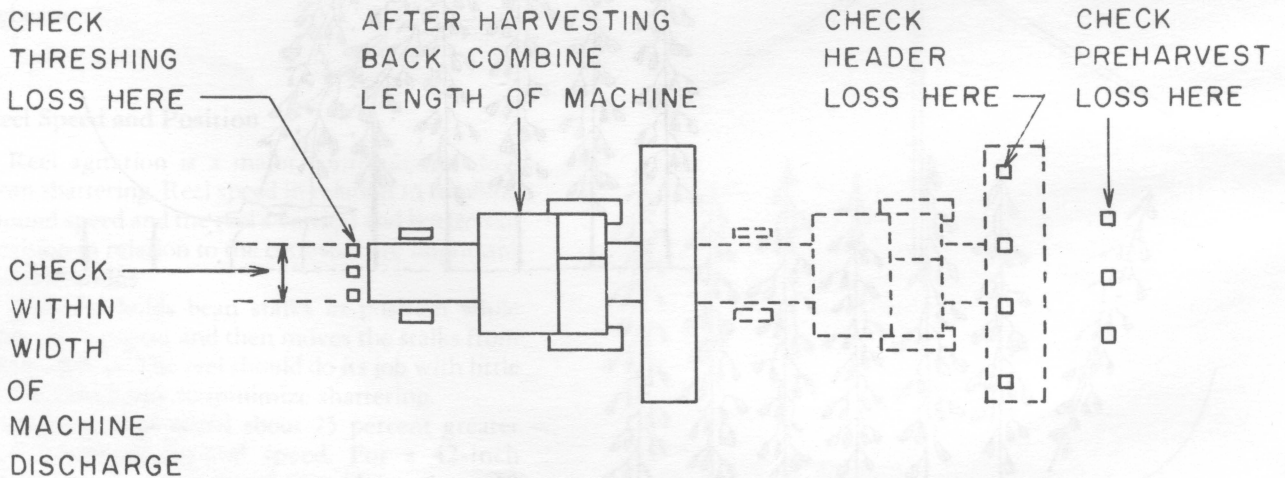 CHECK
THRESHING
LOSS HERE
AFTER HARVESTING
BACK COMBINE
LENGTH OF MACHINE
CHECK
HEADER
LOSS HERE
CHECK
PREHARVEST
LOSS HERE
CHECK
WITHIN
WIDTH
OF
MACHINE
DISCHARGE